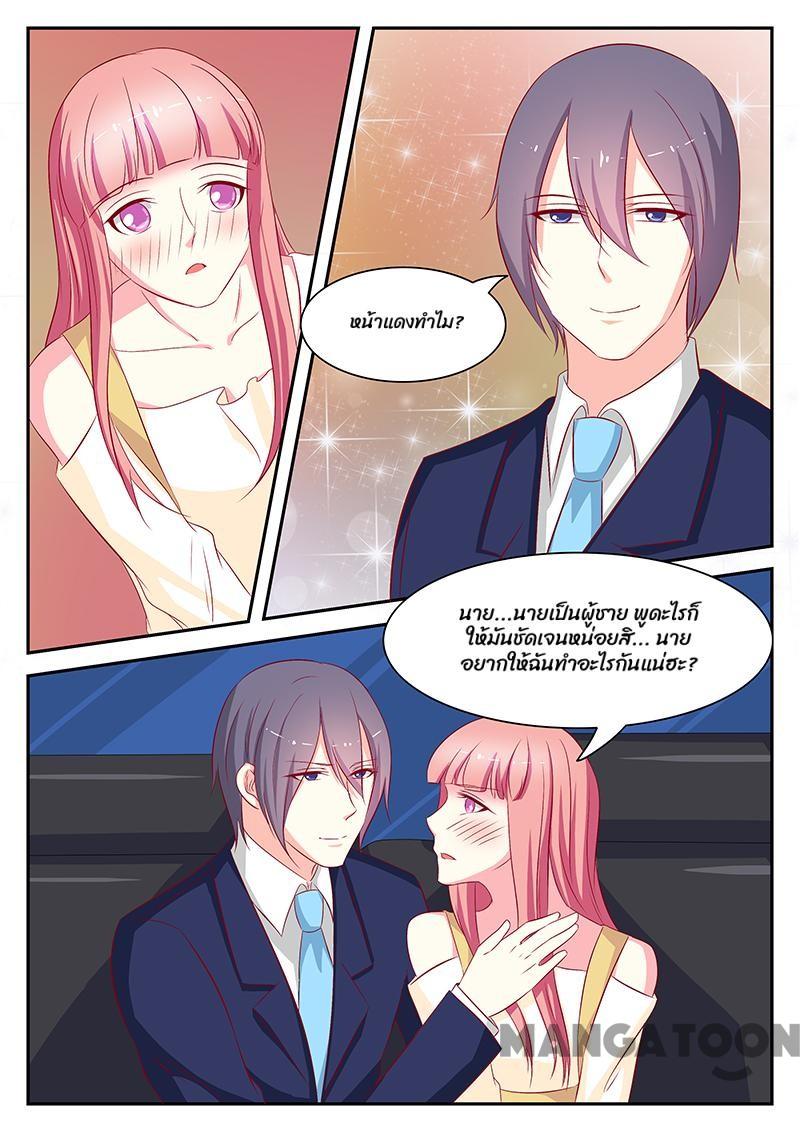 หน้าแดงทำไม?
นาย...นายเป็นผู้ชาย พูดะไรก็
ให้มันชัดเจนหน่อยสิ... นาย
อยากให้ฉันทำอะไรกันแน่ฮะ?
MANGATOON